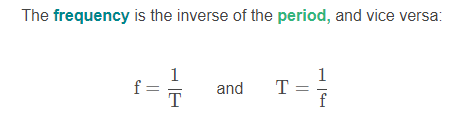 The frequency is the inverse of the period, and vice versa:
f = 1/T and T = 1/f